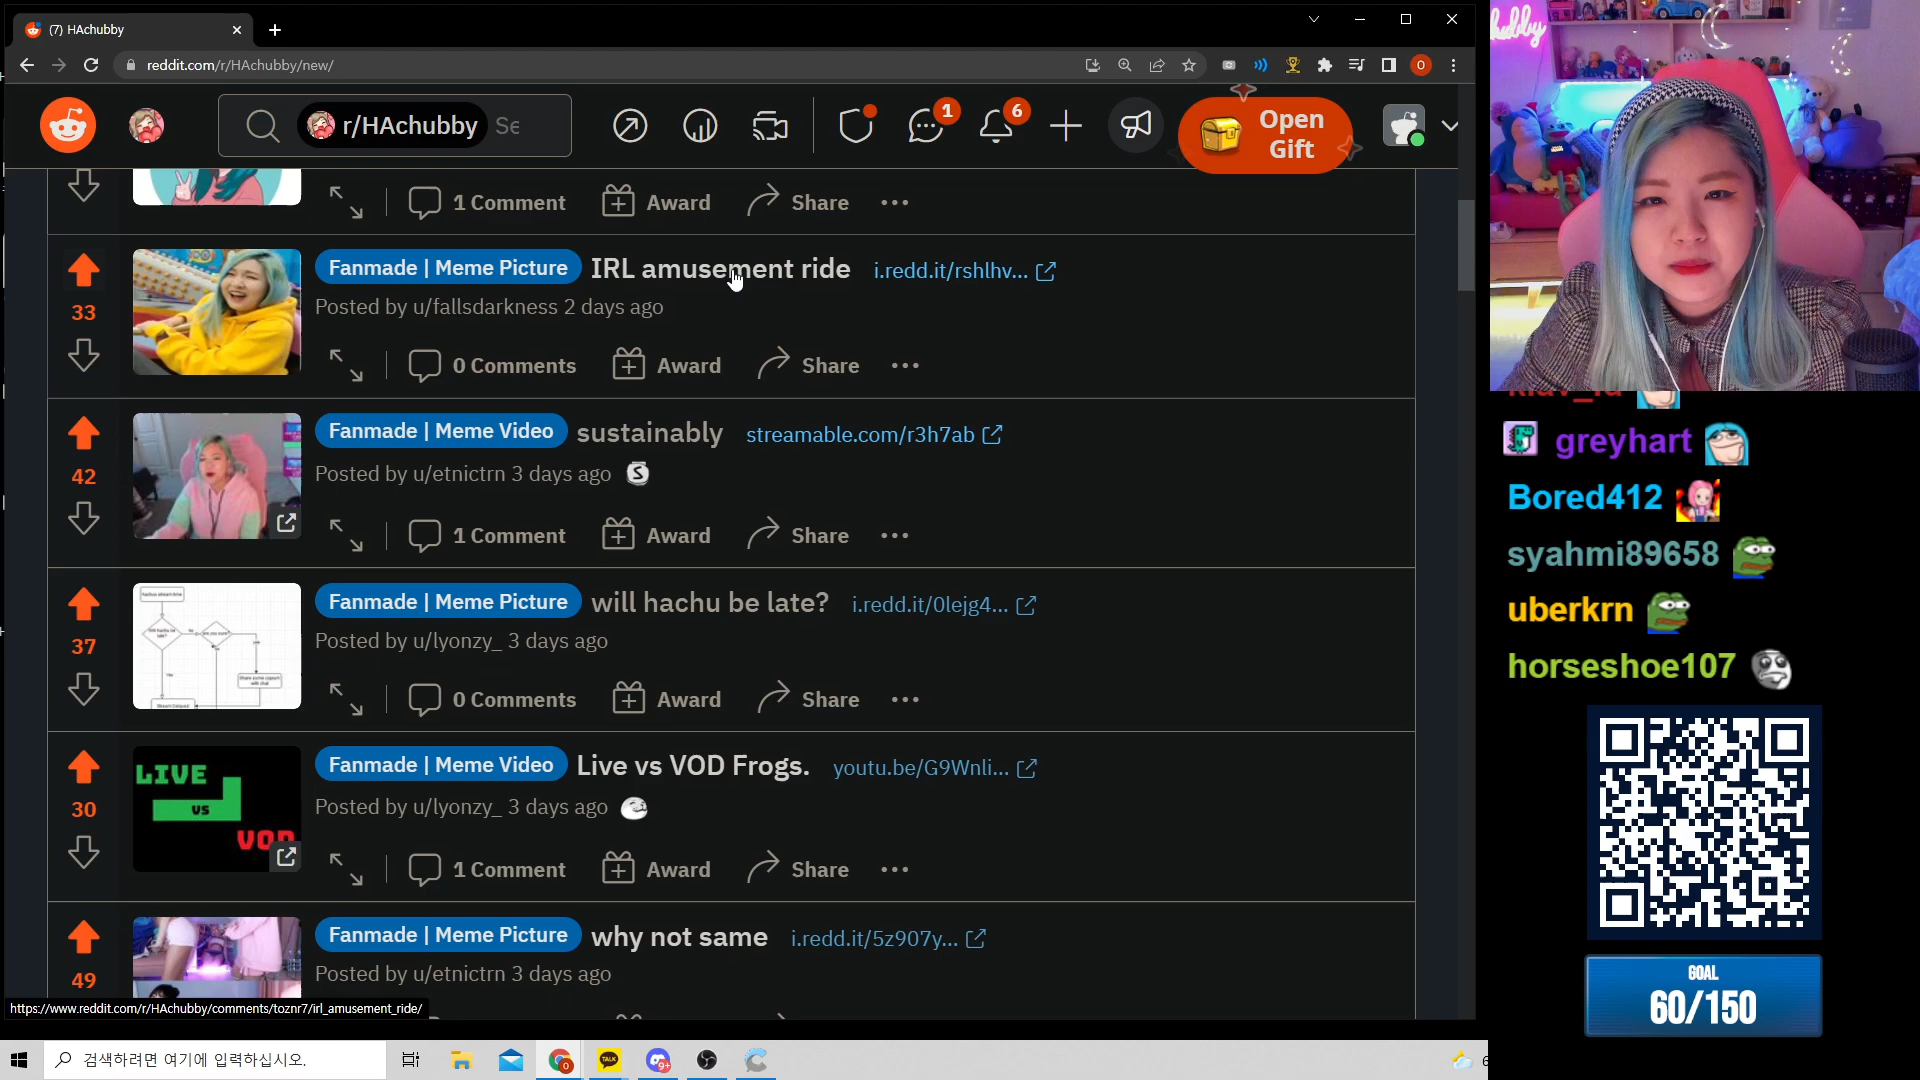 (7) HAchubby
reddit.com/r/HAchubby/new/
r/HAchubby Se
1
6
Open
Gift
1 Comment
Award
Share
33
Fanmade | Meme Picture
IRL amusement ride
i.redd.it/rshlhv...
Posted by u/fallsdarkness 2 days ago
0 Comments
Award
Share
42
Fanmade | Meme Video
sustainably
streamable.com/r3h7ab
Posted by u/etnictrn 3 days ago
1 Comment
Award
Share
37
Fanmade | Meme Picture
will hachu be late?
i.redd.it/0lejg4...
Posted by u/lyonzy_ 3 days ago
0 Comments
Award
Share
30
LIVE
vs
VOD
Fanmade | Meme Video
Live vs VOD Frogs.
youtu.be/G9Wnli...
Posted by u/lyonzy_ 3 days ago
1 Comment
Award
Share
49
Fanmade | Meme Picture
why not same
i.redd.it/5z907y...
Posted by u/etnictrn 3 days ago
https://www.reddit.com/r/HAchubby/comments/toznr7/irl_amusement_ride/
검색하려면 여기에 입력하십시오.
TALK
9+
greyhart
Bored412
syahmi89658
uberkrn
horseshoe107
GOAL
60/150